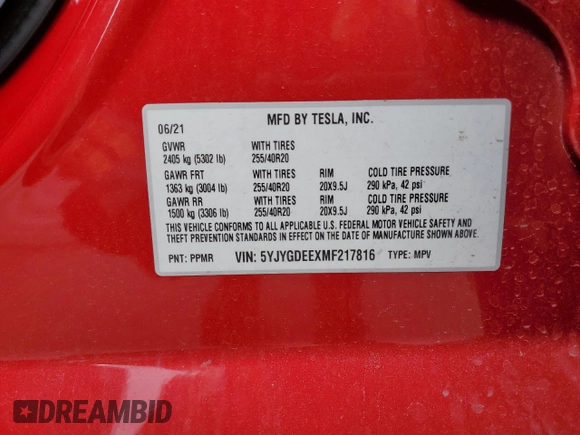 MFD BY TESLA, INC.
06/21
GVWR WITH TIRES
2405 kg (5302 lb) 255/40R20
GAWR FRT WITH TIRES RIM COLD TIRE PRESSURE
1363 kg (3004 lb) 255/40R20 20X9.5J 290 kPa, 42 psi
GAWR RR WITH TIRES RIM COLD TIRE PRESSURE
1500 kg (3306 lb) 255/40R20 20X9.5J 290 kPa, 42 psi
THIS VEHICLE CONFORMS TO ALL APPLICABLE U.S. FEDERAL MOTOR VEHICLE SAFETY AND
THEFT PREVENTION STANDARDS IN EFFECT ON THE DATE OF MANUFACTURE SHOWN ABOVE.
PNT: PPMR VIN: 5YJYGDEEXMF217816 TYPE: MPV
DREAMBID